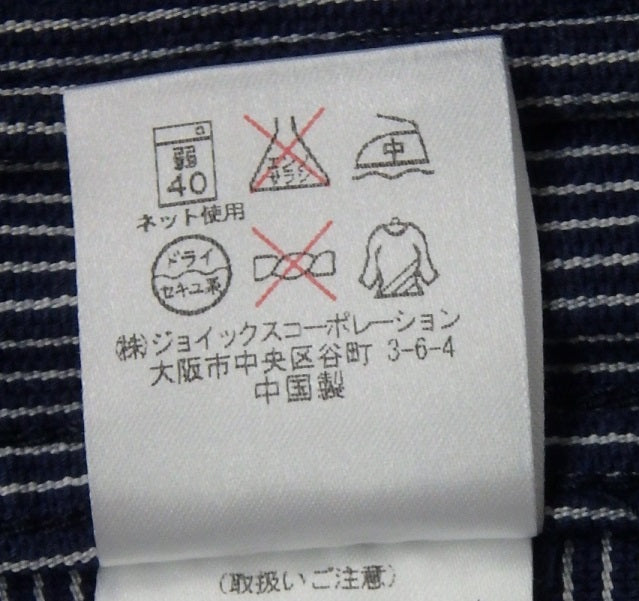 弱 40
エンソ サラシ
中
ネット使用
ドライ
セキユ系
(株)ジョイックスコーポレーション
大阪市中央区谷町 3-6-4
中国製
(取扱いご注意)